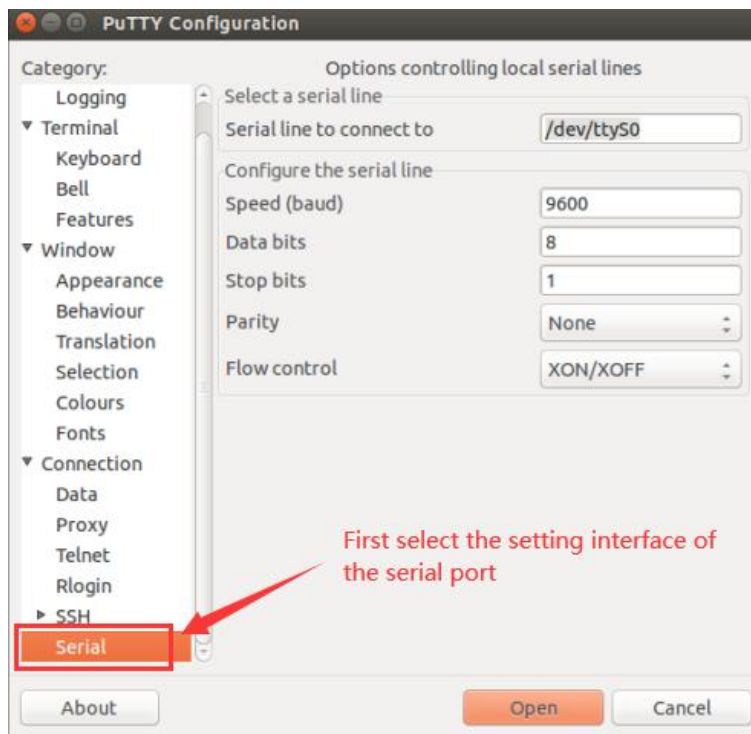 PuTTY Configuration
Category:
Logging
Terminal
Keyboard
Bell
Features
Window
Appearance
Behaviour
Translation
Selection
Colours
Fonts
Connection
Data
Proxy
Telnet
Rlogin
SSH
Serial
Options controlling local serial lines
Select a serial line
Serial line to connect to /dev/ttyS0
Configure the serial line
Speed (baud) 9600
Data bits 8
Stop bits 1
Parity None
Flow control XON/XOFF
First select the setting interface of
the serial port
About Open Cancel